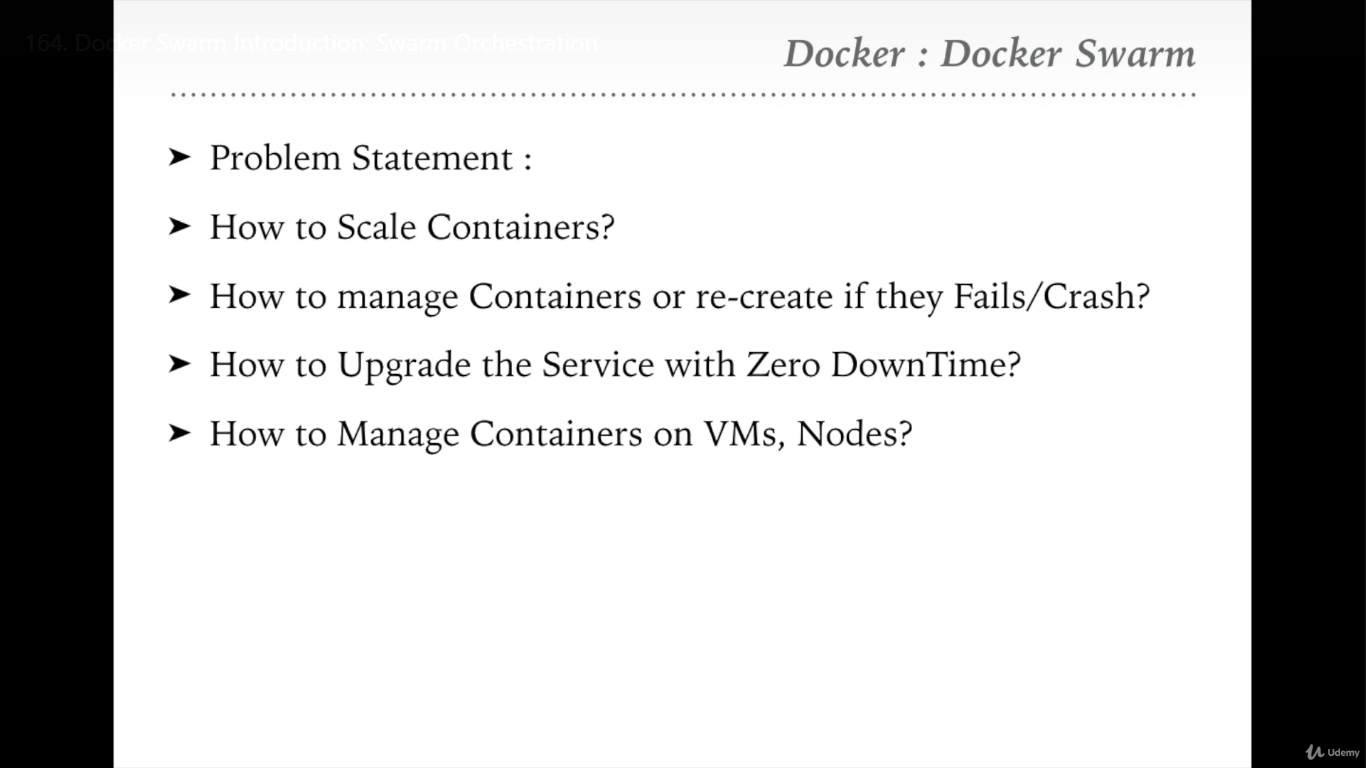 164. Docker Swarm Introduction: Swarm Orchestration
Docker : Docker Swarm
➤ Problem Statement :
➤ How to Scale Containers?
➤ How to manage Containers or re-create if they Fails/Crash?
➤ How to Upgrade the Service with Zero DownTime?
➤ How to Manage Containers on VMs, Nodes?
Udemy